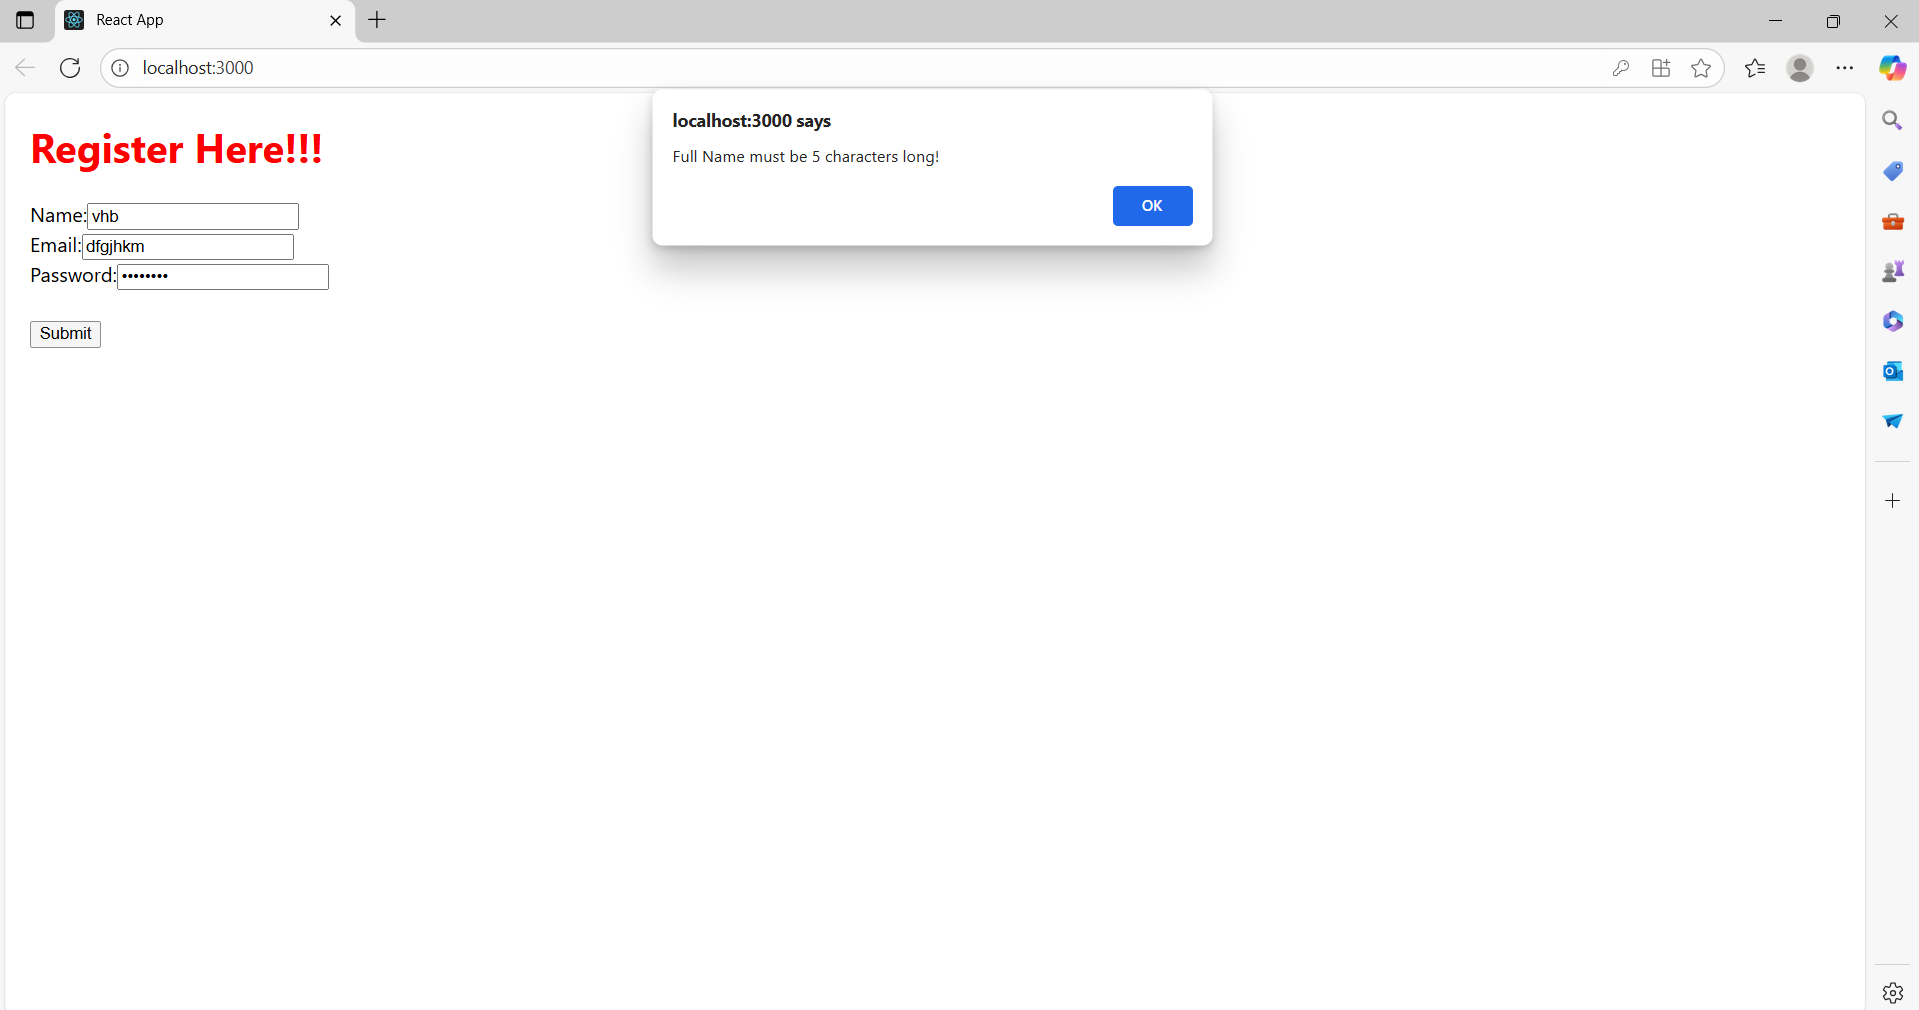 React App
localhost:3000
localhost:3000 says
Full Name must be 5 characters long!
OK
Register Here!!!
Name: vhb
Email: dfgjhkm
Password: ••••••••
Submit